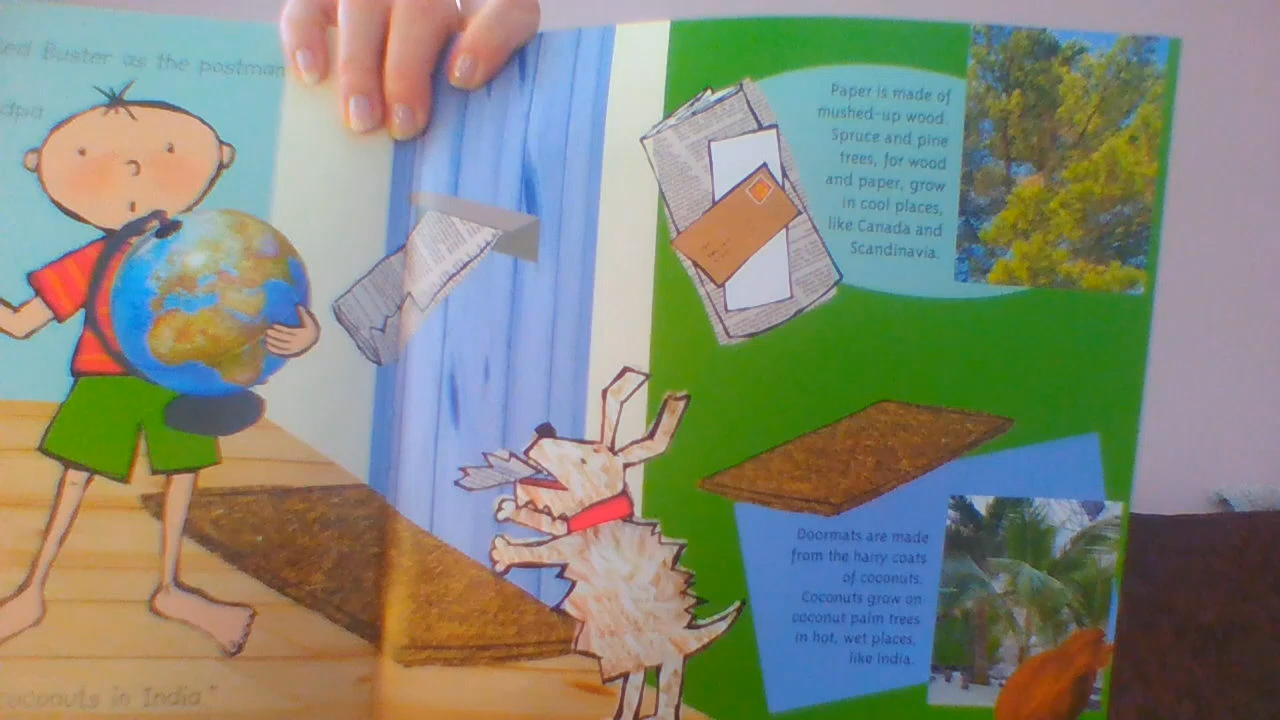 Buster as the postman
dpa
Paper is made of
mushed-up wood.
Spruce and pine
trees, for wood
and paper, grow
in cool places,
like Canada and
Scandinavia.
Doormats are made
from the hairy coats
of coconuts.
Coconuts grow on
coconut palm trees
in hot, wet places,
like India.
coconuts in India."